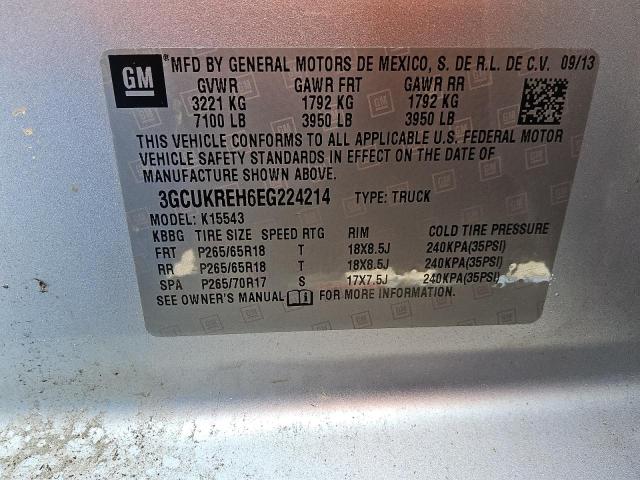 GM MFD BY GENERAL MOTORS DE MEXICO, S. DE R.L. DE C.V. 09/13
GVWR GAWR FRT GAWR RR
3221 KG 1792 KG 1792 KG
7100 LB 3950 LB 3950 LB
THIS VEHICLE CONFORMS TO ALL APPLICABLE U.S. FEDERAL MOTOR
VEHICLE SAFETY STANDARDS IN EFFECT ON THE DATE OF
MANUFACTURE SHOWN ABOVE.
3GCUKREH6EG224214 TYPE: TRUCK
MODEL: K15543
KBBG TIRE SIZE SPEED RTG RIM COLD TIRE PRESSURE
FRT P265/65R18 T 18X8.5J 240KPA(35PSI)
RR P265/65R18 T 18X8.5J 240KPA(35PSI)
SPA P265/70R17 S 17X7.5J 240KPA(35PSI)
SEE OWNER'S MANUAL FOR MORE INFORMATION.